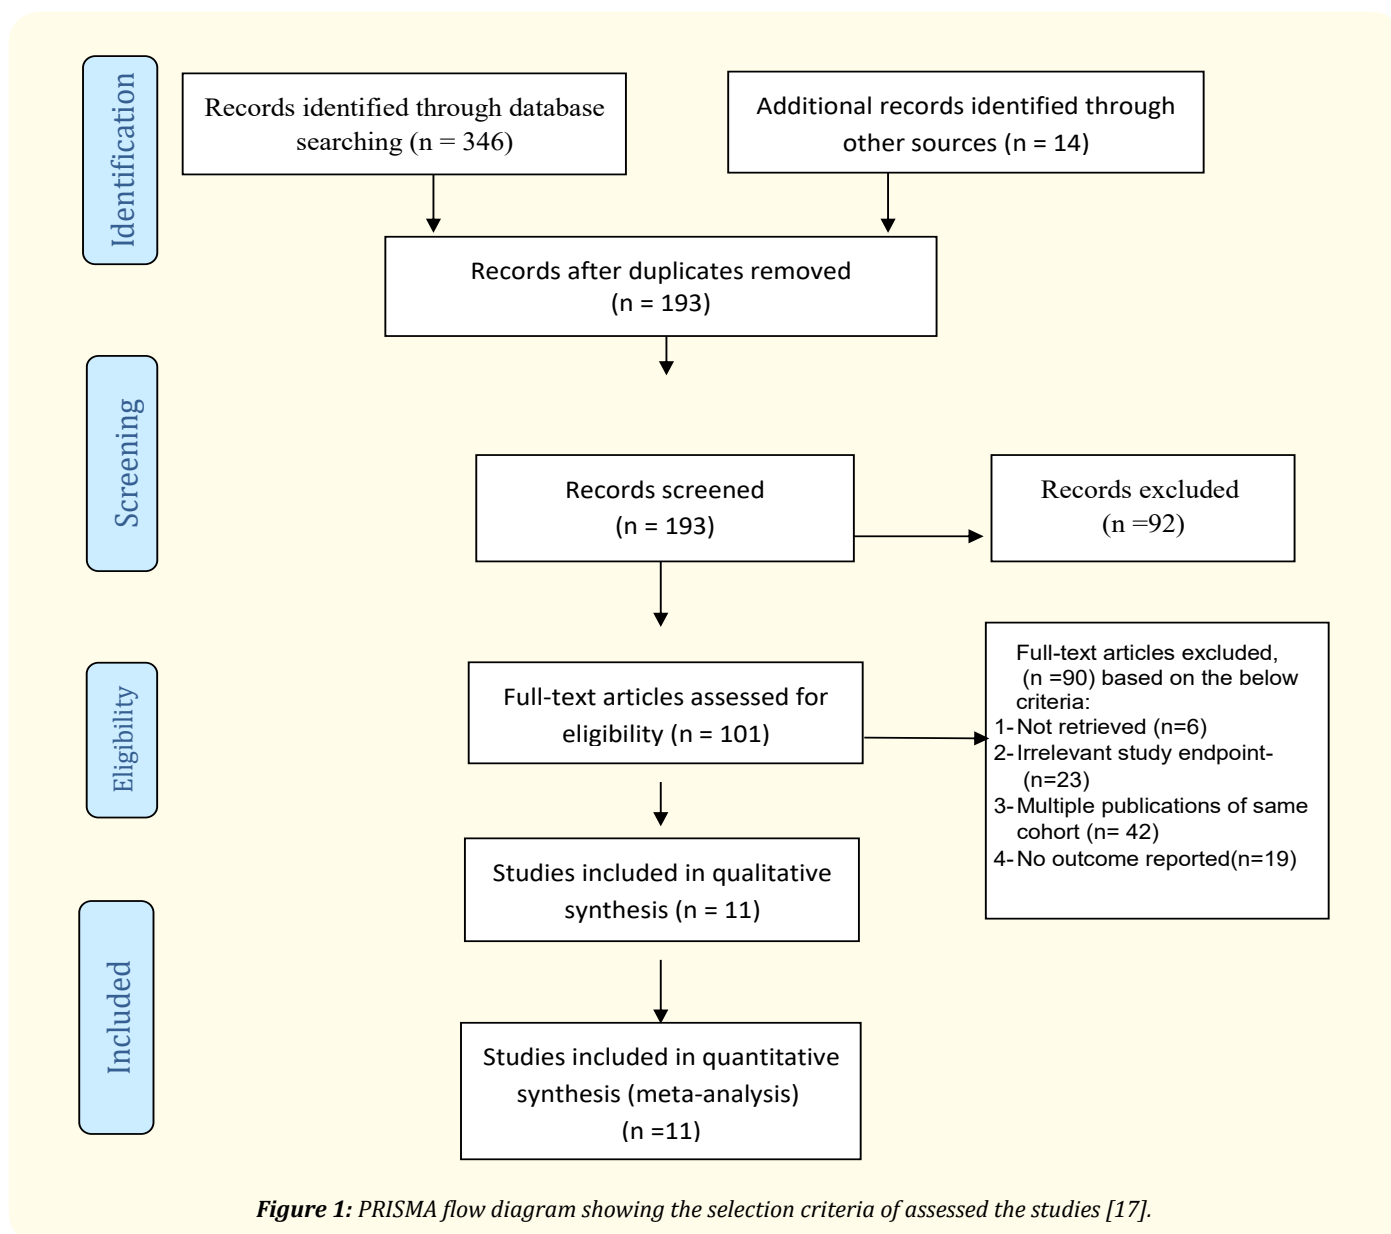 Identification
Records identified through database
searching (n = 346)
Additional records identified through
other sources (n = 14)
Records after duplicates removed
(n = 193)
Screening
Records screened
(n = 193)
Records excluded
(n =92)
Eligibility
Full-text articles assessed for
eligibility (n = 101)
Full-text articles excluded,
(n =90) based on the below
criteria:
1-Not retrieved (n=6)
2-Irrelevant study endpoint-
(n=23)
3-Multiple publications of same
cohort (n= 42)
4-No outcome reported(n=19)
Included
Studies included in qualitative
synthesis (n = 11)
Studies included in quantitative
synthesis (meta-analysis)
(n =11)
Figure 1: PRISMA flow diagram showing the selection criteria of assessed the studies [17].